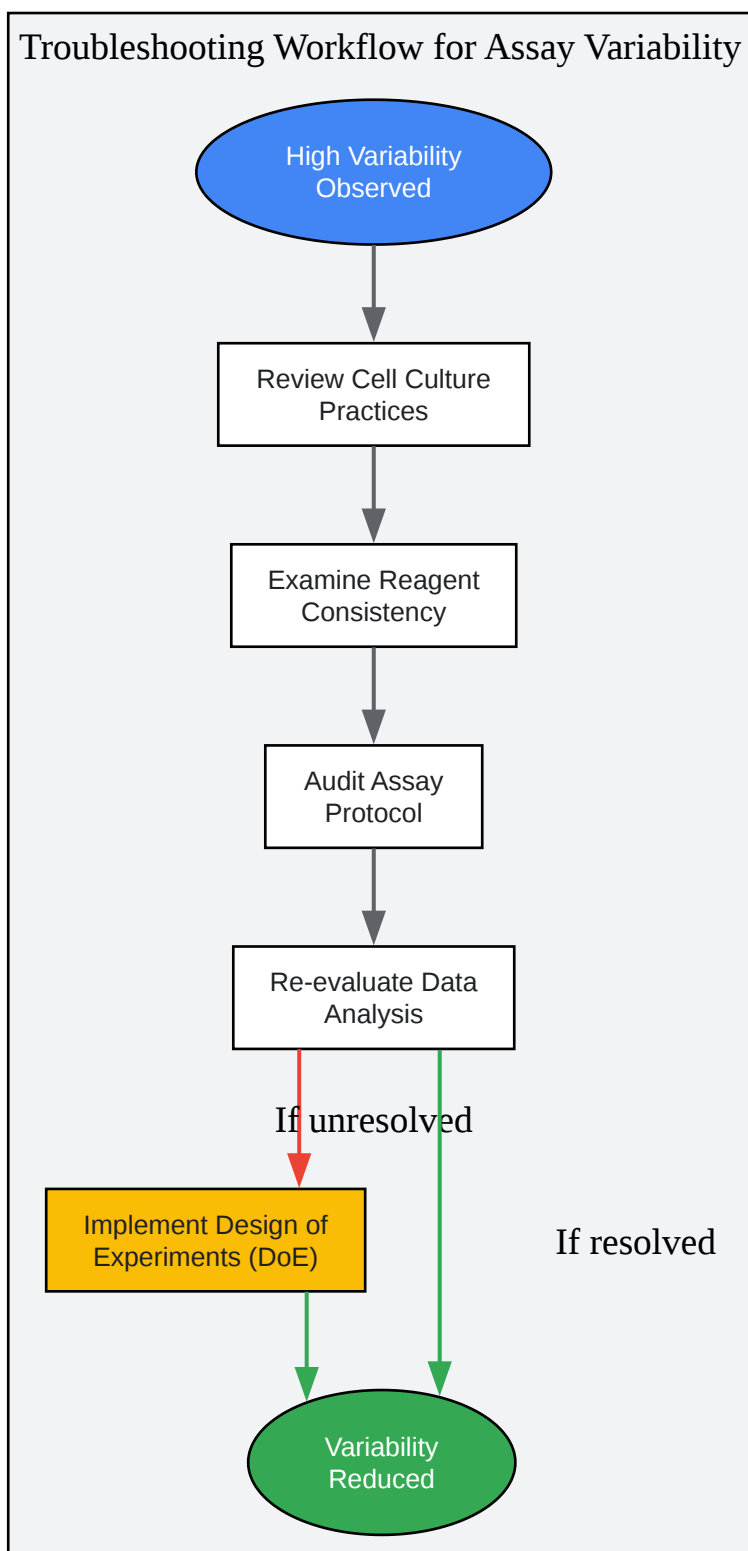 Troubleshooting Workflow for Assay Variability
High Variability
Observed
Review Cell Culture
Practices
Examine Reagent
Consistency
Audit Assay
Protocol
Re-evaluate Data
Analysis
If unresolved
Implement Design of
Experiments (DoE)
If resolved
Variability
Reduced